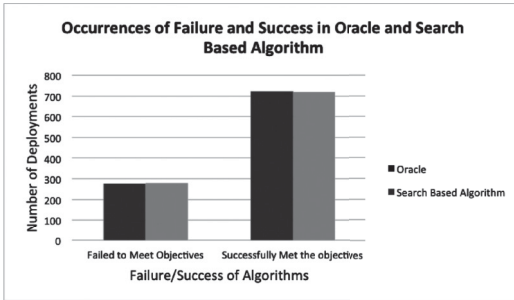 Occurrences of Failure and Success in Oracle and Search
Based Algorithm
800
700
600
500
400
300
200
100
0
Number of Deployments
Failed to Meet Objectives
Successfully Met the objectives
Failure/Success of Algorithms
Oracle
Search Based Algorithm